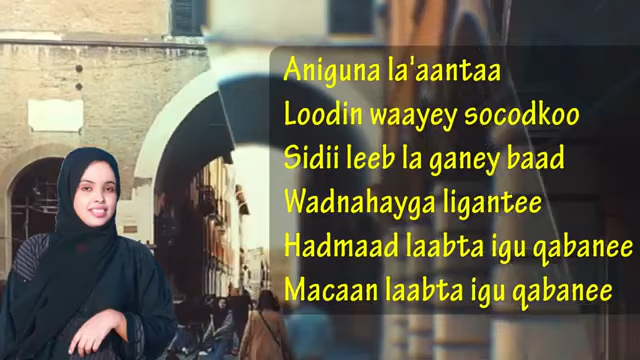 Aniguna la'aantaa
Loodin waayey socodkoo
Sidii leeb la ganey baad
Wadnahayga ligantee
Hadmaad laabta igu qabanee
Macaan laabta igu qabanee